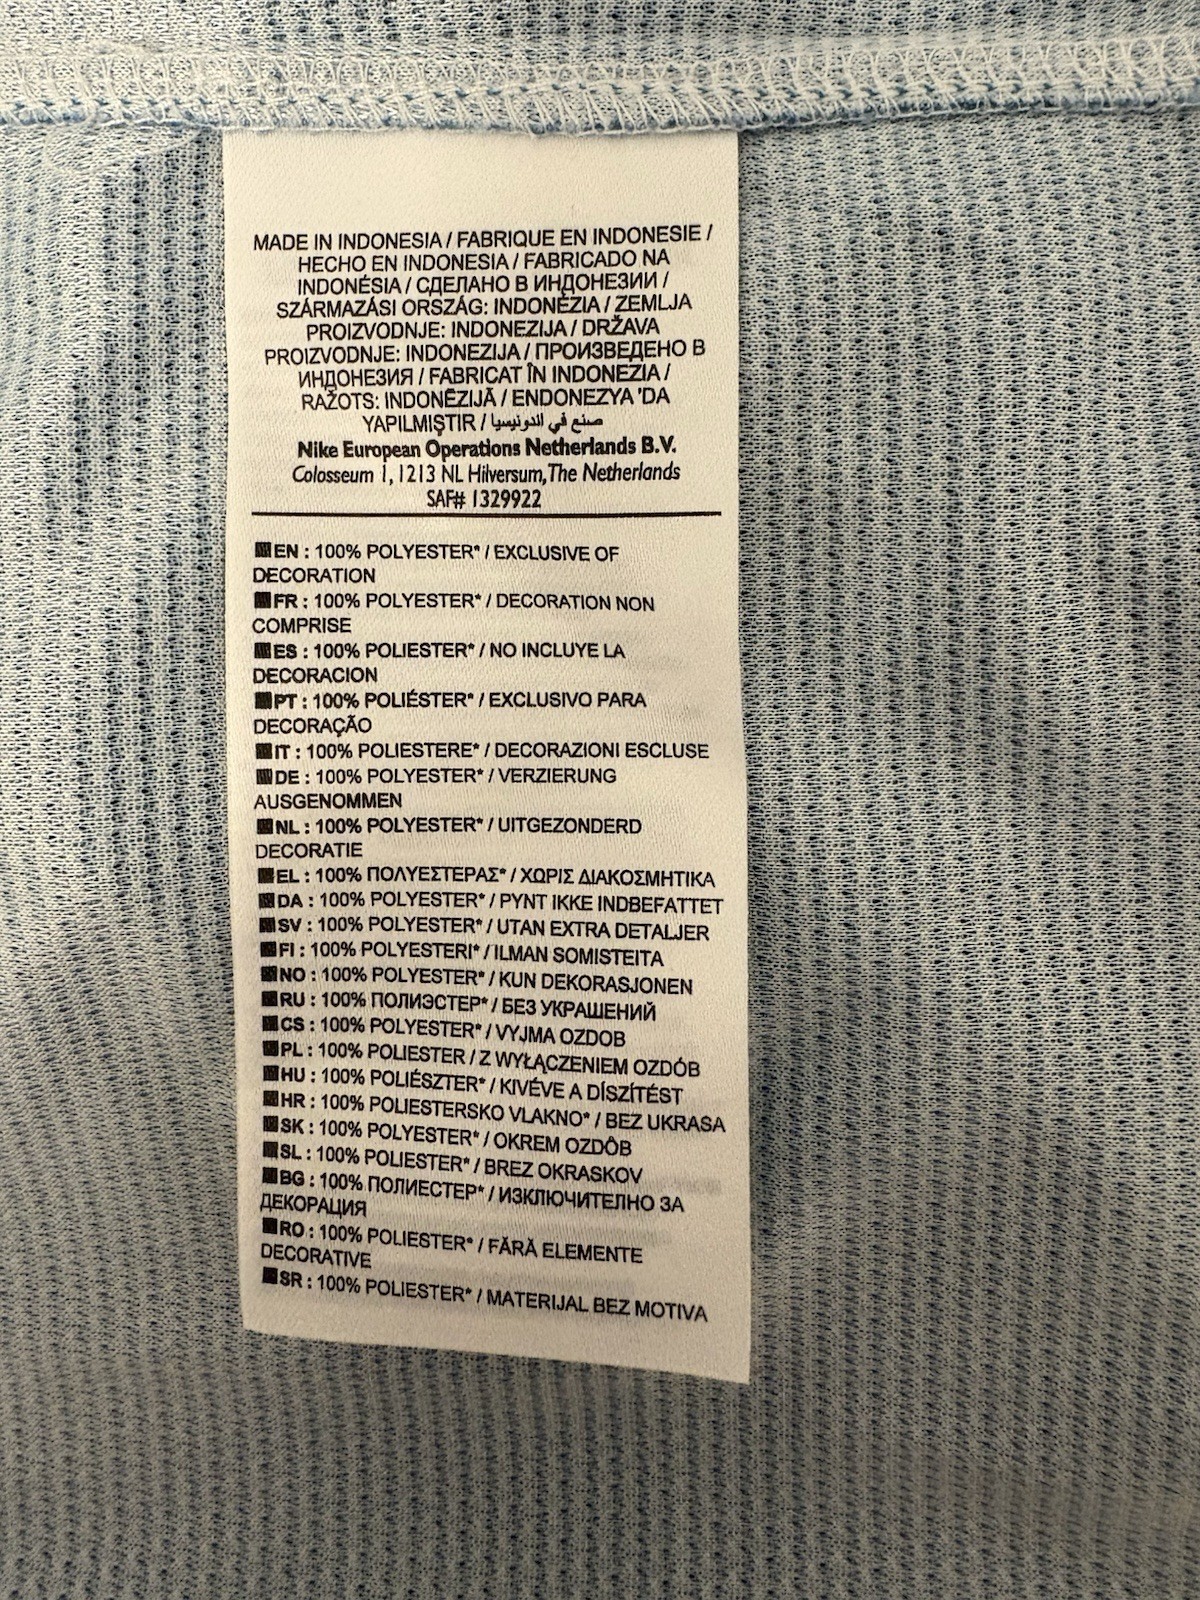 MADE IN INDONESIA / FABRIQUE EN INDONESIE /
HECHO EN INDONESIA / FABRICADO NA
INDONÉSIA / СДЕЛАНО В ИНДОНЕЗИИ /
SZÁRMAZÁSI ORSZÁG: INDONÉZIA / ZEMLJA
PROIZVODNJE: INDONEZIJA / DRŽAVA
PROIZVODNJE: INDONEZIJA / ПРОИЗВЕДЕНО В
ИНДОНЕЗИЯ / FABRICAT ÎN INDONEZIA /
RAŽOTS: INDONĒZIJĀ / ENDONEZYA 'DA
YAPILMIŞTIR / صنع في اندونيسيا
Nike European Operations Netherlands B.V.
Colosseum 1, 1213 NL Hilversum, The Netherlands
SAF# 1329922
EN : 100% POLYESTER* / EXCLUSIVE OF
DECORATION
FR : 100% POLYESTER* / DECORATION NON
COMPRISE
ES : 100% POLIESTER* / NO INCLUYE LA
DECORACION
PT : 100% POLIÉSTER* / EXCLUSIVO PARA
DECORAÇÃO
IT : 100% POLIESTERE* / DECORAZIONI ESCLUSE
DE : 100% POLYESTER* / VERZIERUNG
AUSGENOMMEN
NL : 100% POLYESTER* / UITGEZONDERD
DECORATIE
EL : 100% ΠΟΛΥΕΣΤΕΡΑΣ* / ΧΩΡΙΣ ΔΙΑΚΟΣΜΗΤΙΚΑ
DA : 100% POLYESTER* / PYNT IKKE INDBEFATTET
SV : 100% POLYESTER* / UTAN EXTRA DETALJER
FI : 100% POLYESTERI* / ILMAN SOMISTEITA
NO : 100% POLYESTER* / KUN DEKORASJONEN
RU : 100% ПОЛИЭСТЕР* / БЕЗ УКРАШЕНИЙ
CS : 100% POLYESTER* / VYJMA OZDOB
PL : 100% POLIESTER / Z WYŁĄCZENIEM OZDÓB
HU : 100% POLIÉSZTER* / KIVÉVE A DÍSZÍTÉST
HR : 100% POLIESTERSKO VLAKNO* / BEZ UKRASA
SK : 100% POLYESTER* / OKREM OZDÔB
SL : 100% POLIESTER* / BREZ OKRASKOV
BG : 100% ПОЛИЕСТЕР* / ИЗКЛЮЧИТЕЛНО ЗА
ДЕКОРАЦИЯ
RO : 100% POLIESTER* / FĂRĂ ELEMENTE
DECORATIVE
SR : 100% POLIESTER* / MATERIJAL BEZ MOTIVA